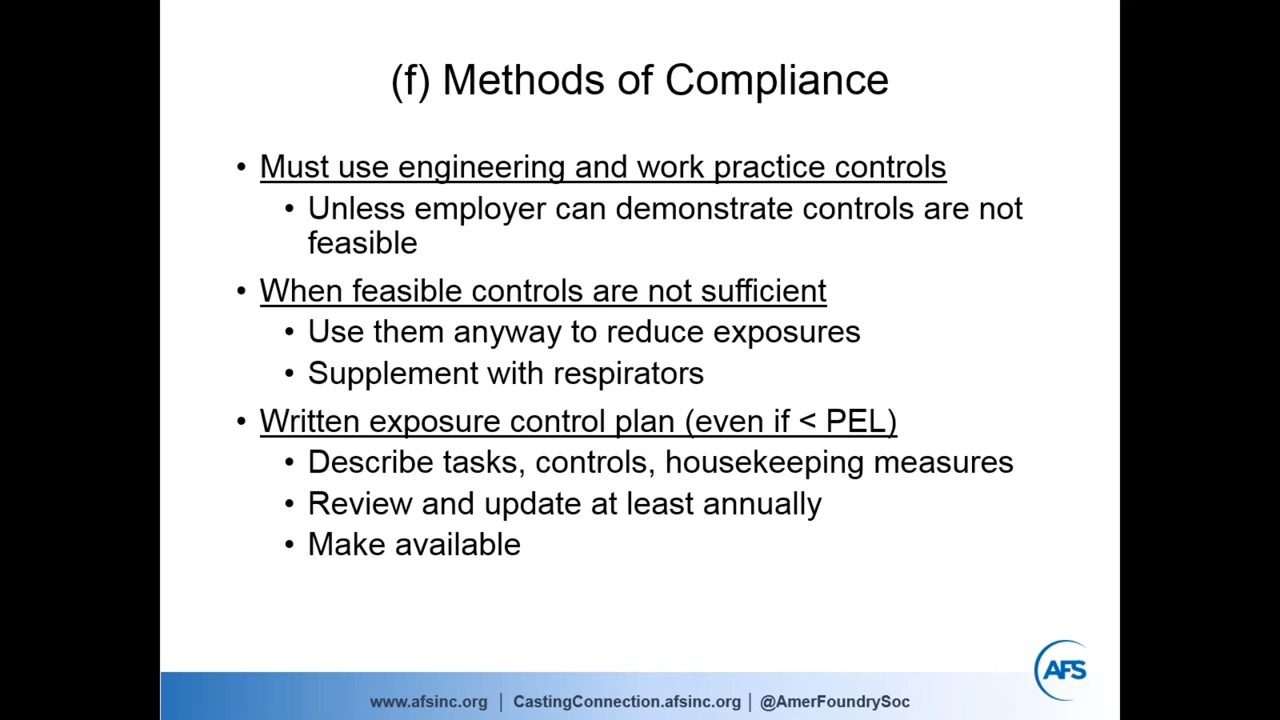 (f) Methods of Compliance
• Must use engineering and work practice controls
• Unless employer can demonstrate controls are not
feasible
• When feasible controls are not sufficient
• Use them anyway to reduce exposures
• Supplement with respirators
• Written exposure control plan (even if < PEL)
• Describe tasks, controls, housekeeping measures
• Review and update at least annually
• Make available
AFS
www.afsinc.org | CastingConnection.afsinc.org | @AmerFoundrySoc